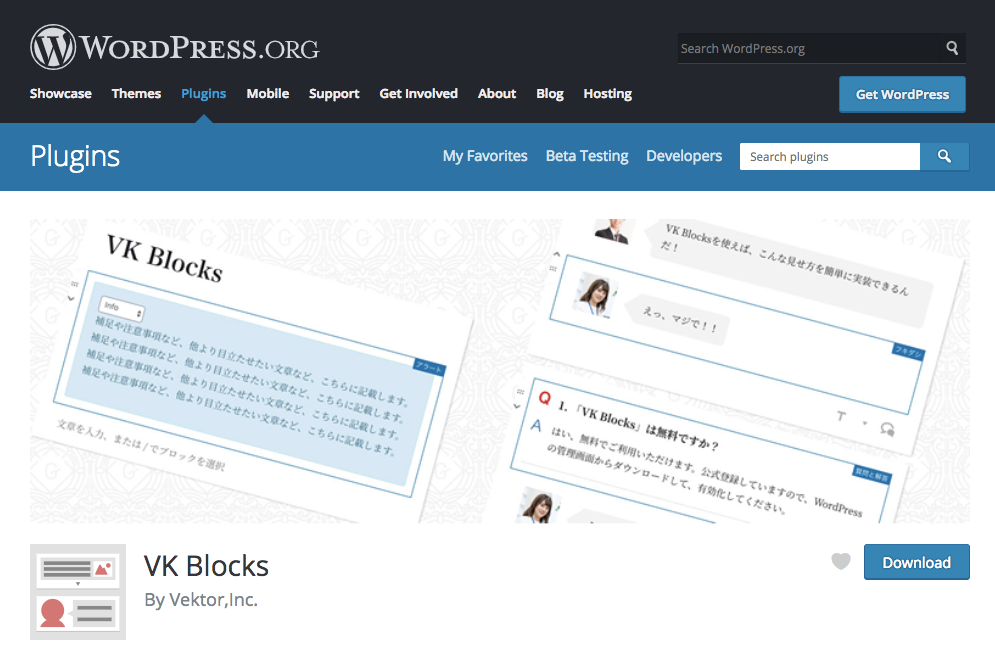 WORDPRESS.ORG
Search WordPress.org
Showcase Themes Plugins Mobile Support Get Involved About Blog Hosting
Get WordPress
Plugins
My Favorites Beta Testing Developers
Search plugins
VK Blocks
Info
補足や注意事項など、他より目立たせたい文章など、こちらに記載します。
補足や注意事項など、他より目立たせたい文章など、こちらに記載します。
補足や注意事項など、他より目立たせたい文章など、こちらに記載します。
補足や注意事項など、他より目立たせたい文章など、こちらに記載します。
アラート
文章を入力、または / でブロックを選択
VK Blocksを使えば、こんな見せ方を簡単に実装できるん
だ！
えっ、マジで！！
フキダシ
Q 1. 「VK Blocks」は無料ですか？
A はい、無料でご利用いただけます。公式登録していますので、WordPress
の管理画面からダウンロードして、有効化してください。
質問と解答
VK Blocks
By Vektor,Inc.
Download